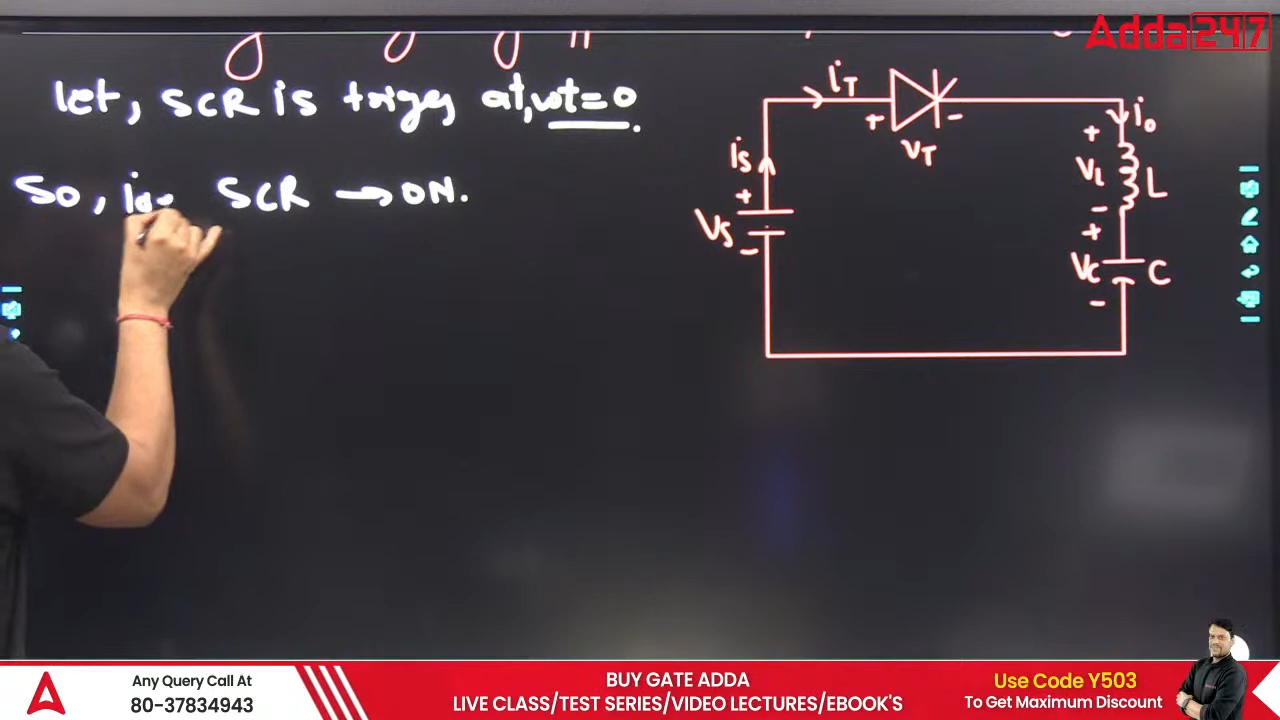 Adda247
let, SCR is triger at, wt=0
.
So, SCR → ON.
iT
+ -
VT
io
iS
+
VS
-
+
VL L
-
+
VC C
-
Any Query Call At
80-37834943
BUY GATE ADDA
LIVE CLASS/TEST SERIES/VIDEO LECTURES/EBOOK'S
Use Code Y503
To Get Maximum Discount